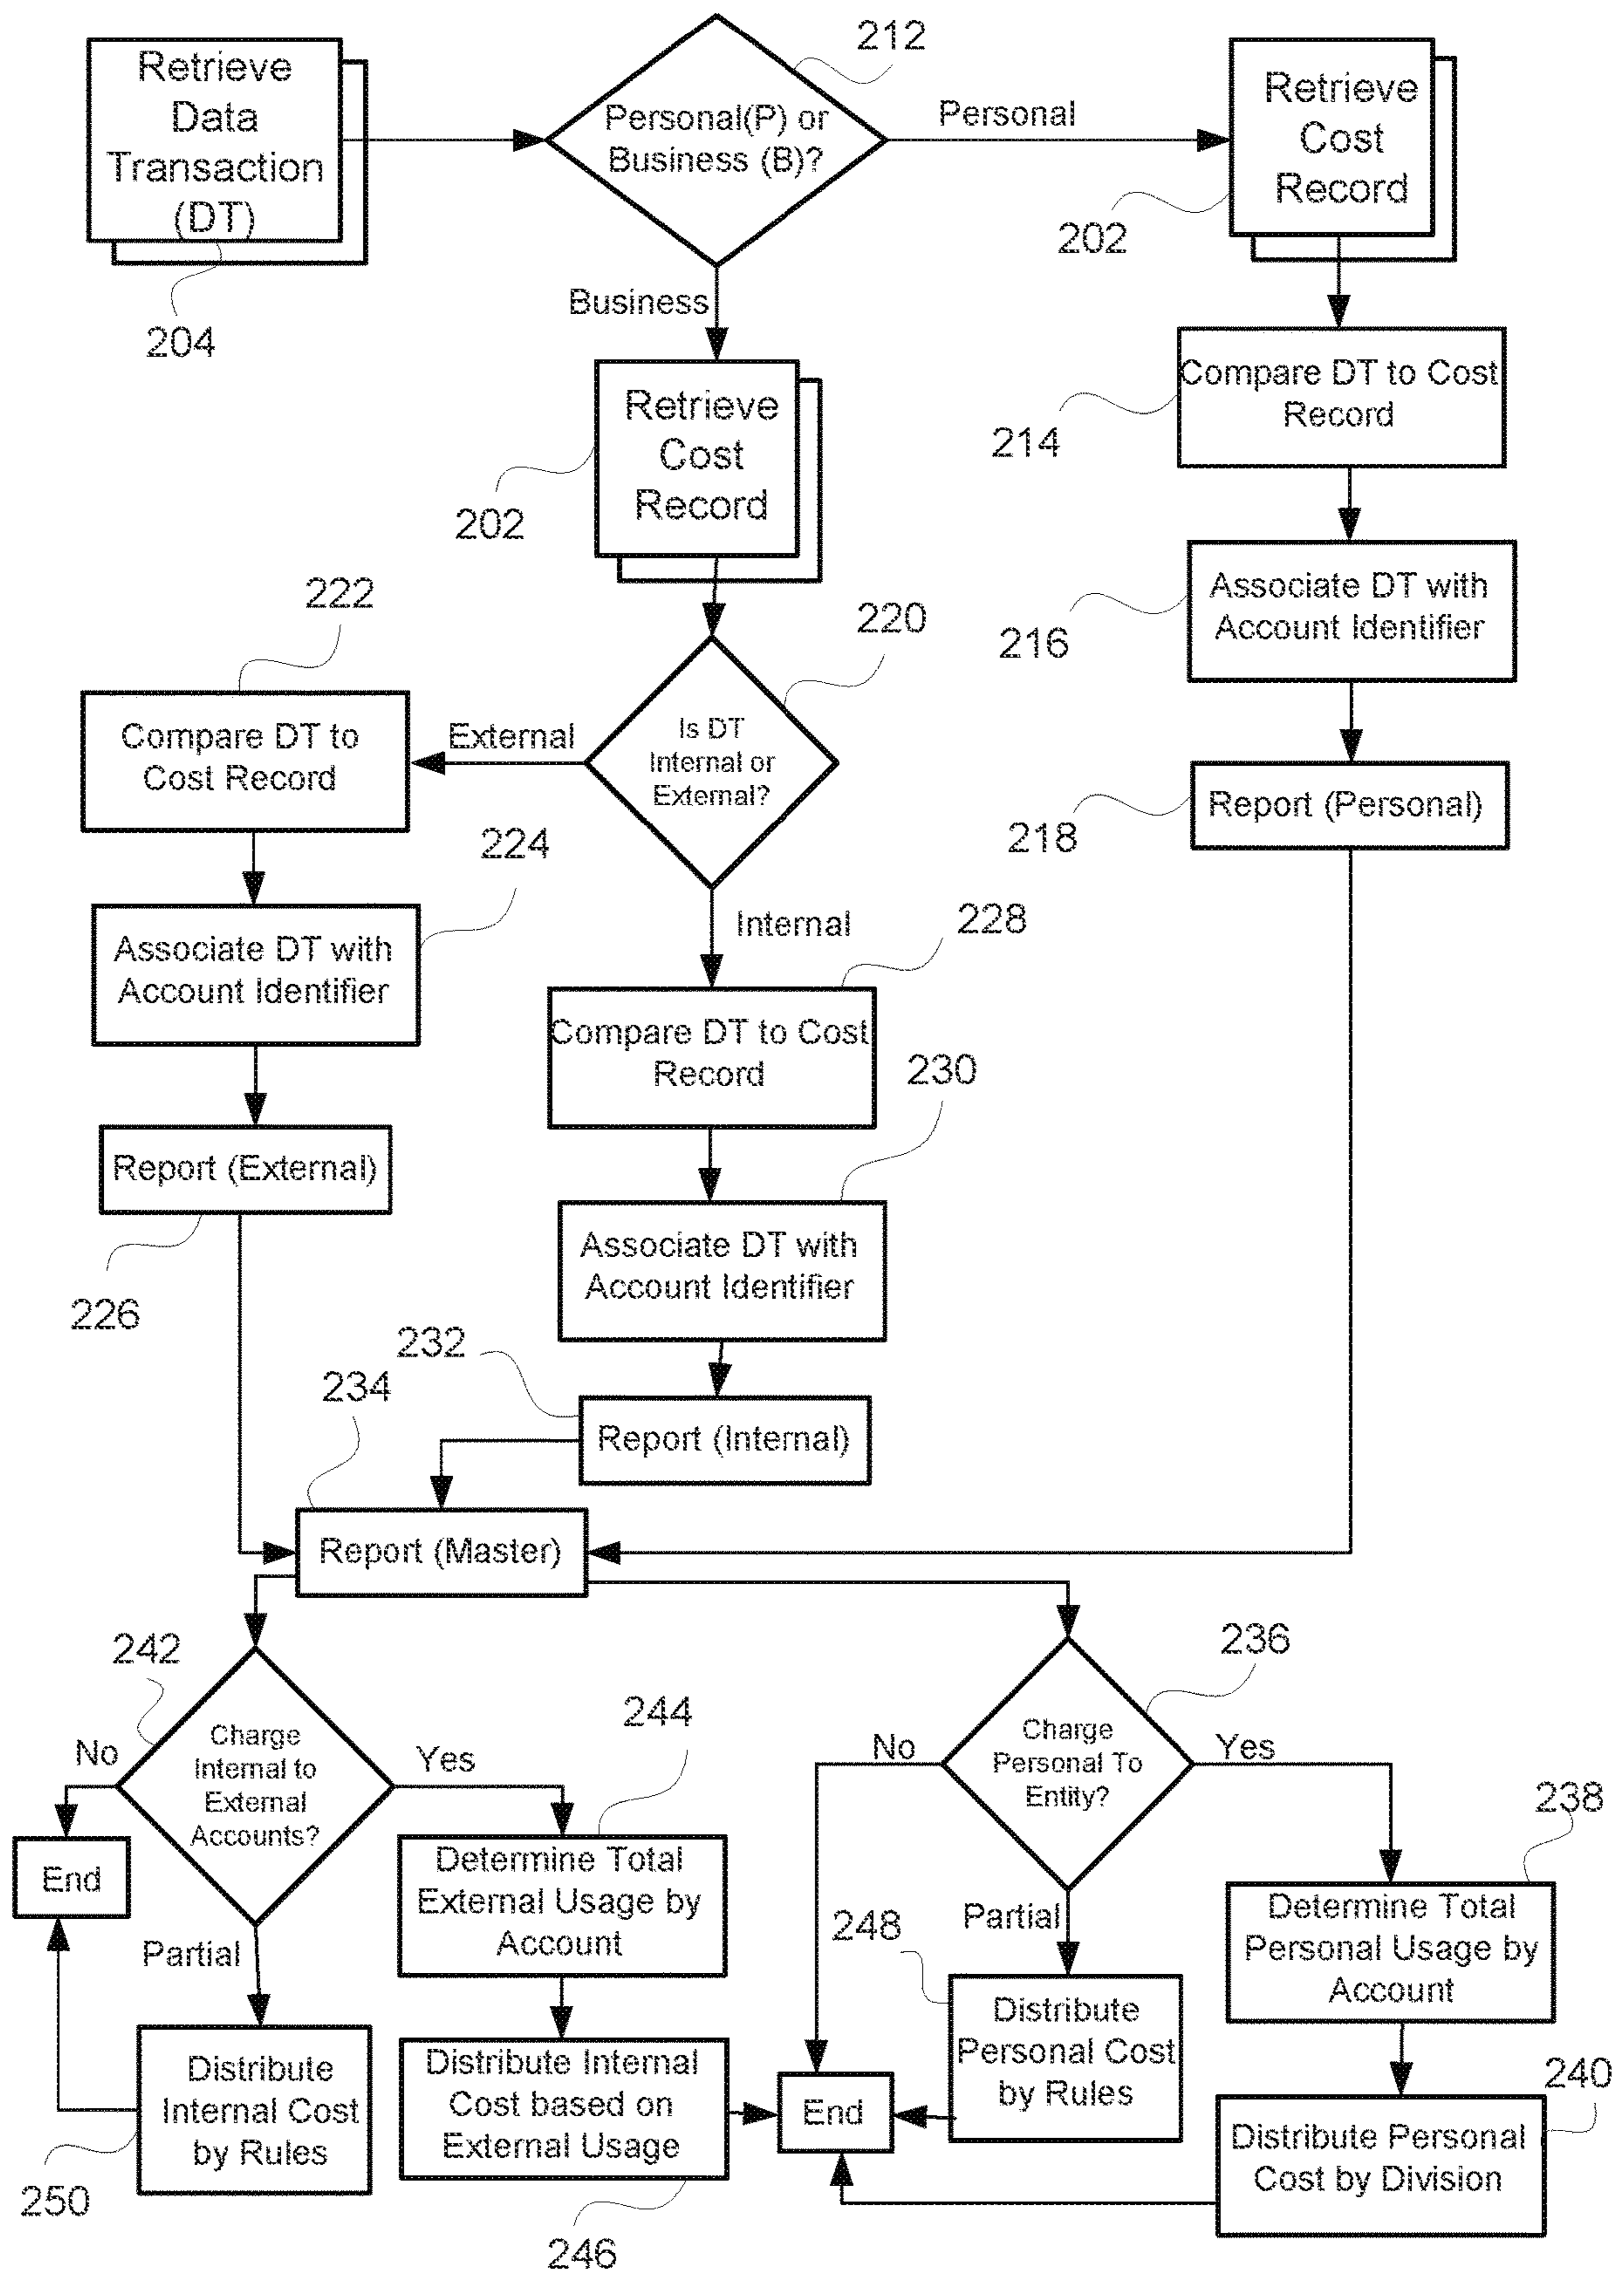 Retrieve
Data
Transaction
(DT)
204
212
Personal(P) or
Business (B)?
Personal
Business
Retrieve
Cost
Record
202
Compare DT to Cost
Record
214
Associate DT with
Account Identifier
216
Report (Personal)
218
Retrieve
Cost
Record
202
220
Is DT
Internal or
External?
External
Internal
222
Compare DT to
Cost Record
224
Associate DT with
Account Identifier
Report (External)
226
228
Compare DT to Cost
Record
230
Associate DT with
Account Identifier
232
Report (Internal)
234
Report (Master)
242
Charge
Internal to
External
Accounts?
No
Yes
Partial
End
Distribute
Internal Cost
by Rules
250
244
Determine Total
External Usage by
Account
Distribute Internal
Cost based on
External Usage
246
236
Charge
Personal To
Entity?
No
Yes
Partial
248
Distribute
Personal Cost
by Rules
End
238
Determine Total
Personal Usage by
Account
240
Distribute Personal
Cost by Division